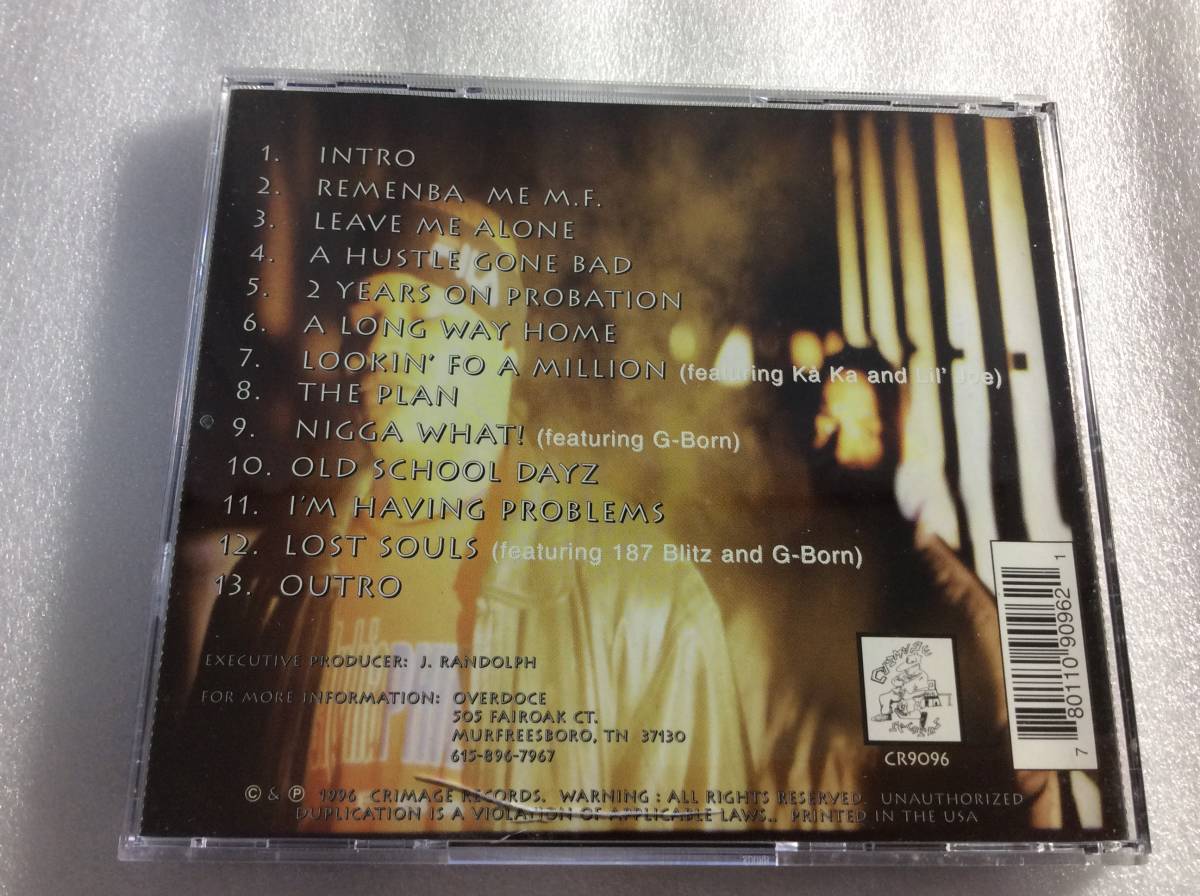 1. INTRO
2. REMENBA ME M.F.
3. LEAVE ME ALONE
4. A HUSTLE GONE BAD
5. 2 YEARS ON PROBATION
6. A LONG WAY HOME
7. LOOKIN' FO A MILLION (featuring Ka Ka and Lil' Joe)
8. THE PLAN
9. NIGGA WHAT! (featuring G-Born)
10. OLD SCHOOL DAYZ
11. I'M HAVING PROBLEMS
12. LOST SOULS (featuring 187 Blitz and G-Born)
13. OUTRO
EXECUTIVE PRODUCER: J. RANDOLPH
FOR MORE INFORMATION: OVERDOCE
505 FAIROAK CT.
MURFREESBORO, TN 37130
615-896-7967
CR9096
7 80110 90962 1
© & ℗ 1996 CRIMAGE RECORDS. WARNING : ALL RIGHTS RESERVED. UNAUTHORIZED
DUPLICATION IS A VIOLATION OF APPLICABLE LAWS.. PRINTED IN THE USA